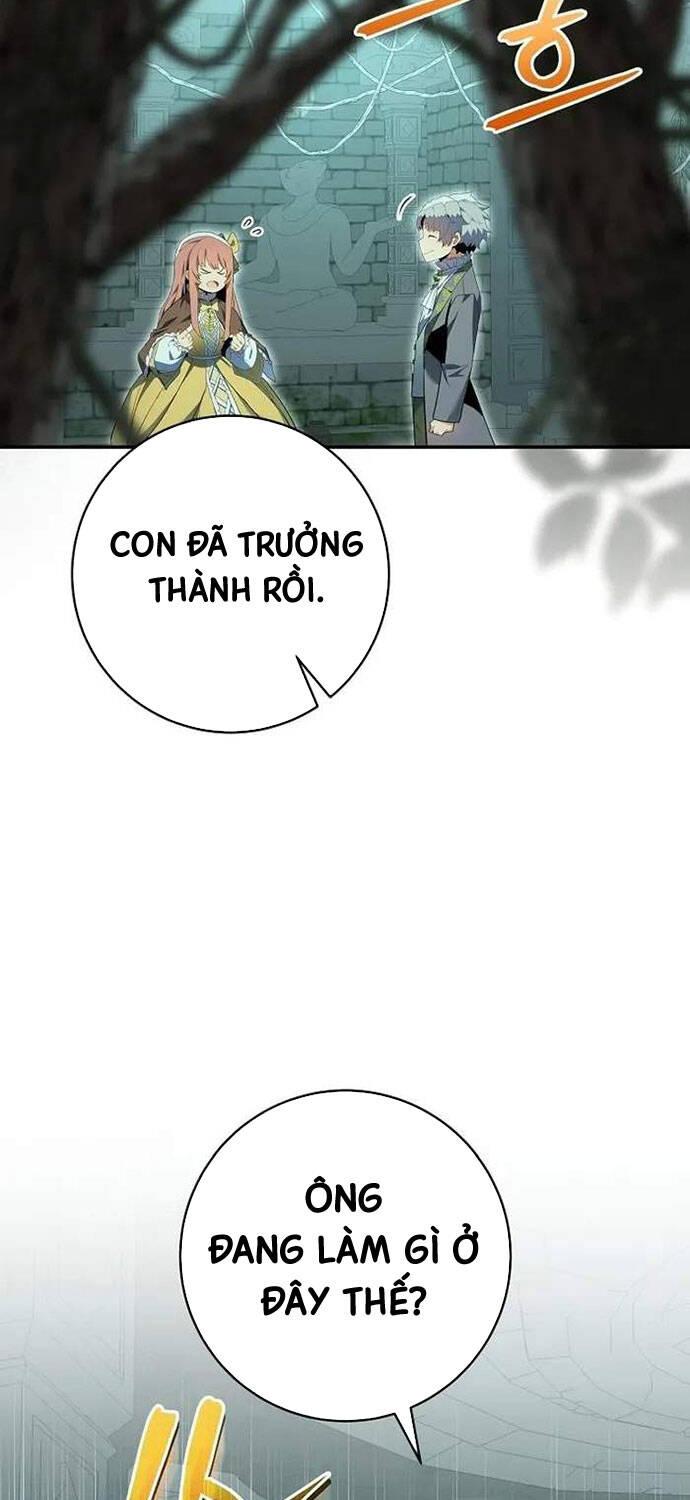 CON ĐÃ TRƯỞNG
THÀNH RỒI.
ÔNG
ĐANG LÀM GÌ Ở
ĐÂY THẾ?